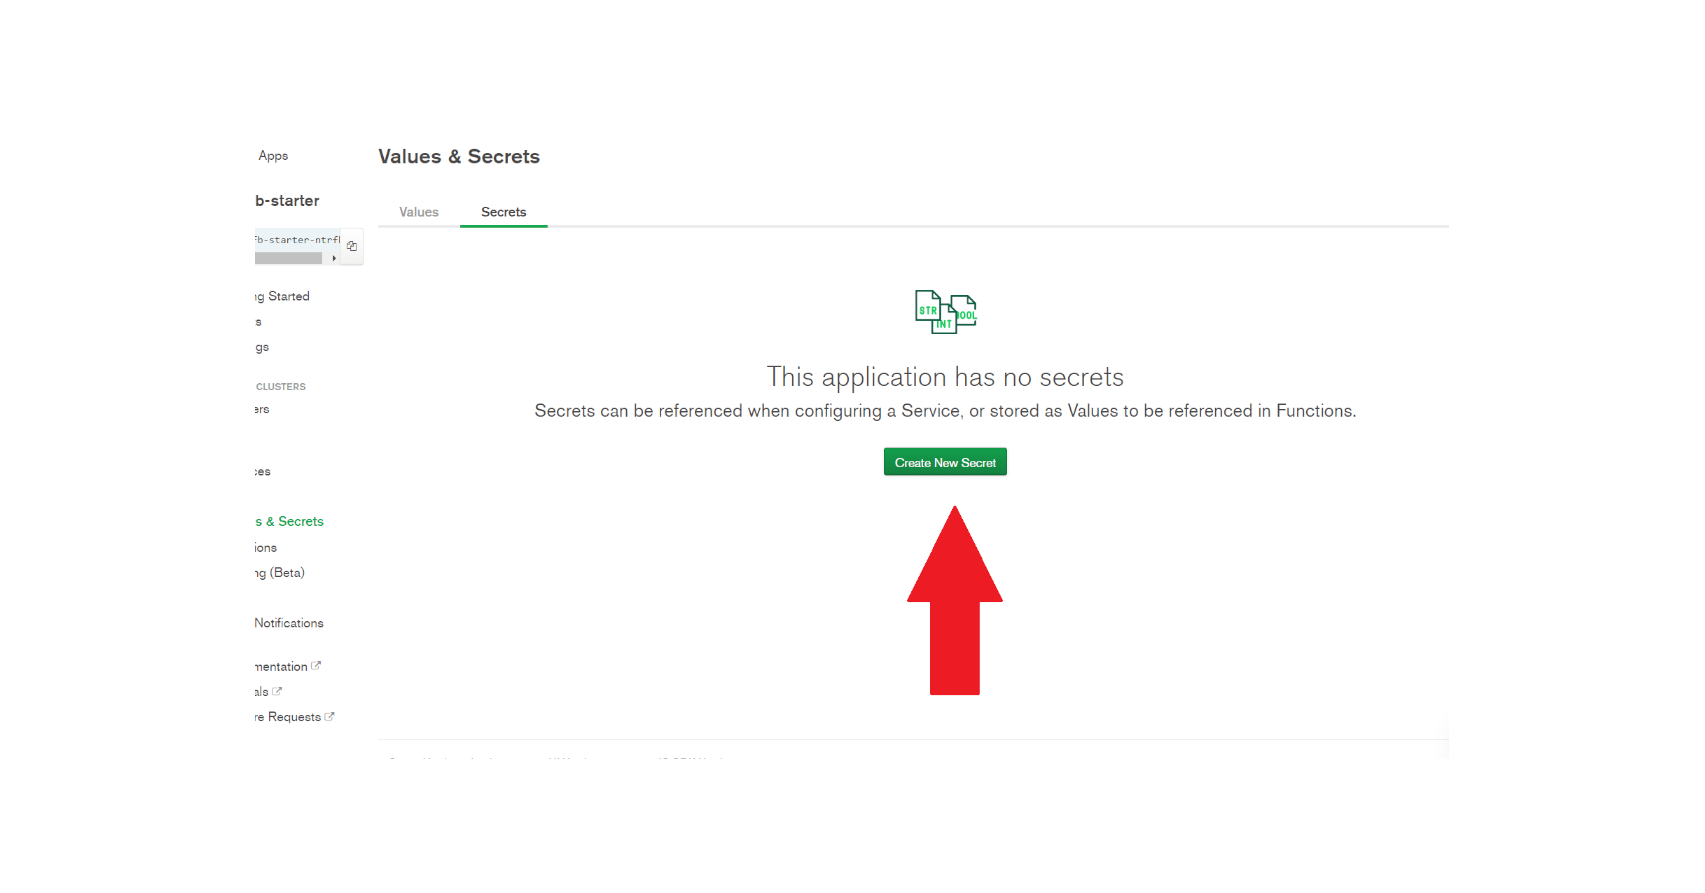 Apps
b-starter
fb-starter-ntrfl
ng Started
s
gs
CLUSTERS
ers
ces
s & Secrets
ions
ng (Beta)
Notifications
mentation
als
re Requests
Values & Secrets
Values Secrets
STR INT BOOL
This application has no secrets
Secrets can be referenced when configuring a Service, or stored as Values to be referenced in Functions.
Create New Secret